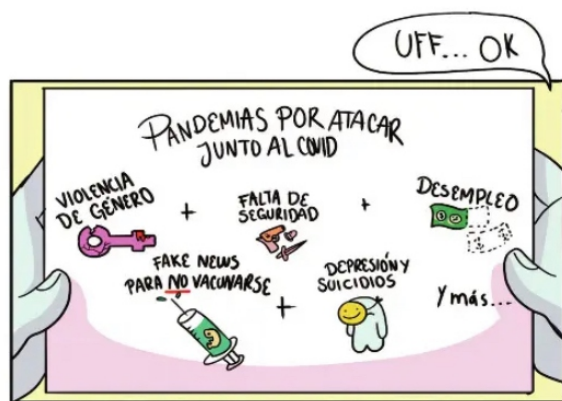 UFF... OK
PANDEMIAS POR ATACAR
JUNTO AL COVID
VIOLENCIA
DE GÉNERO
+
FALTA DE
SEGURIDAD
+
DESEMPLEO
FAKE NEWS
PARA NO VACUNARSE
+
DEPRESIÓN Y
SUICIDIOS
Y más...